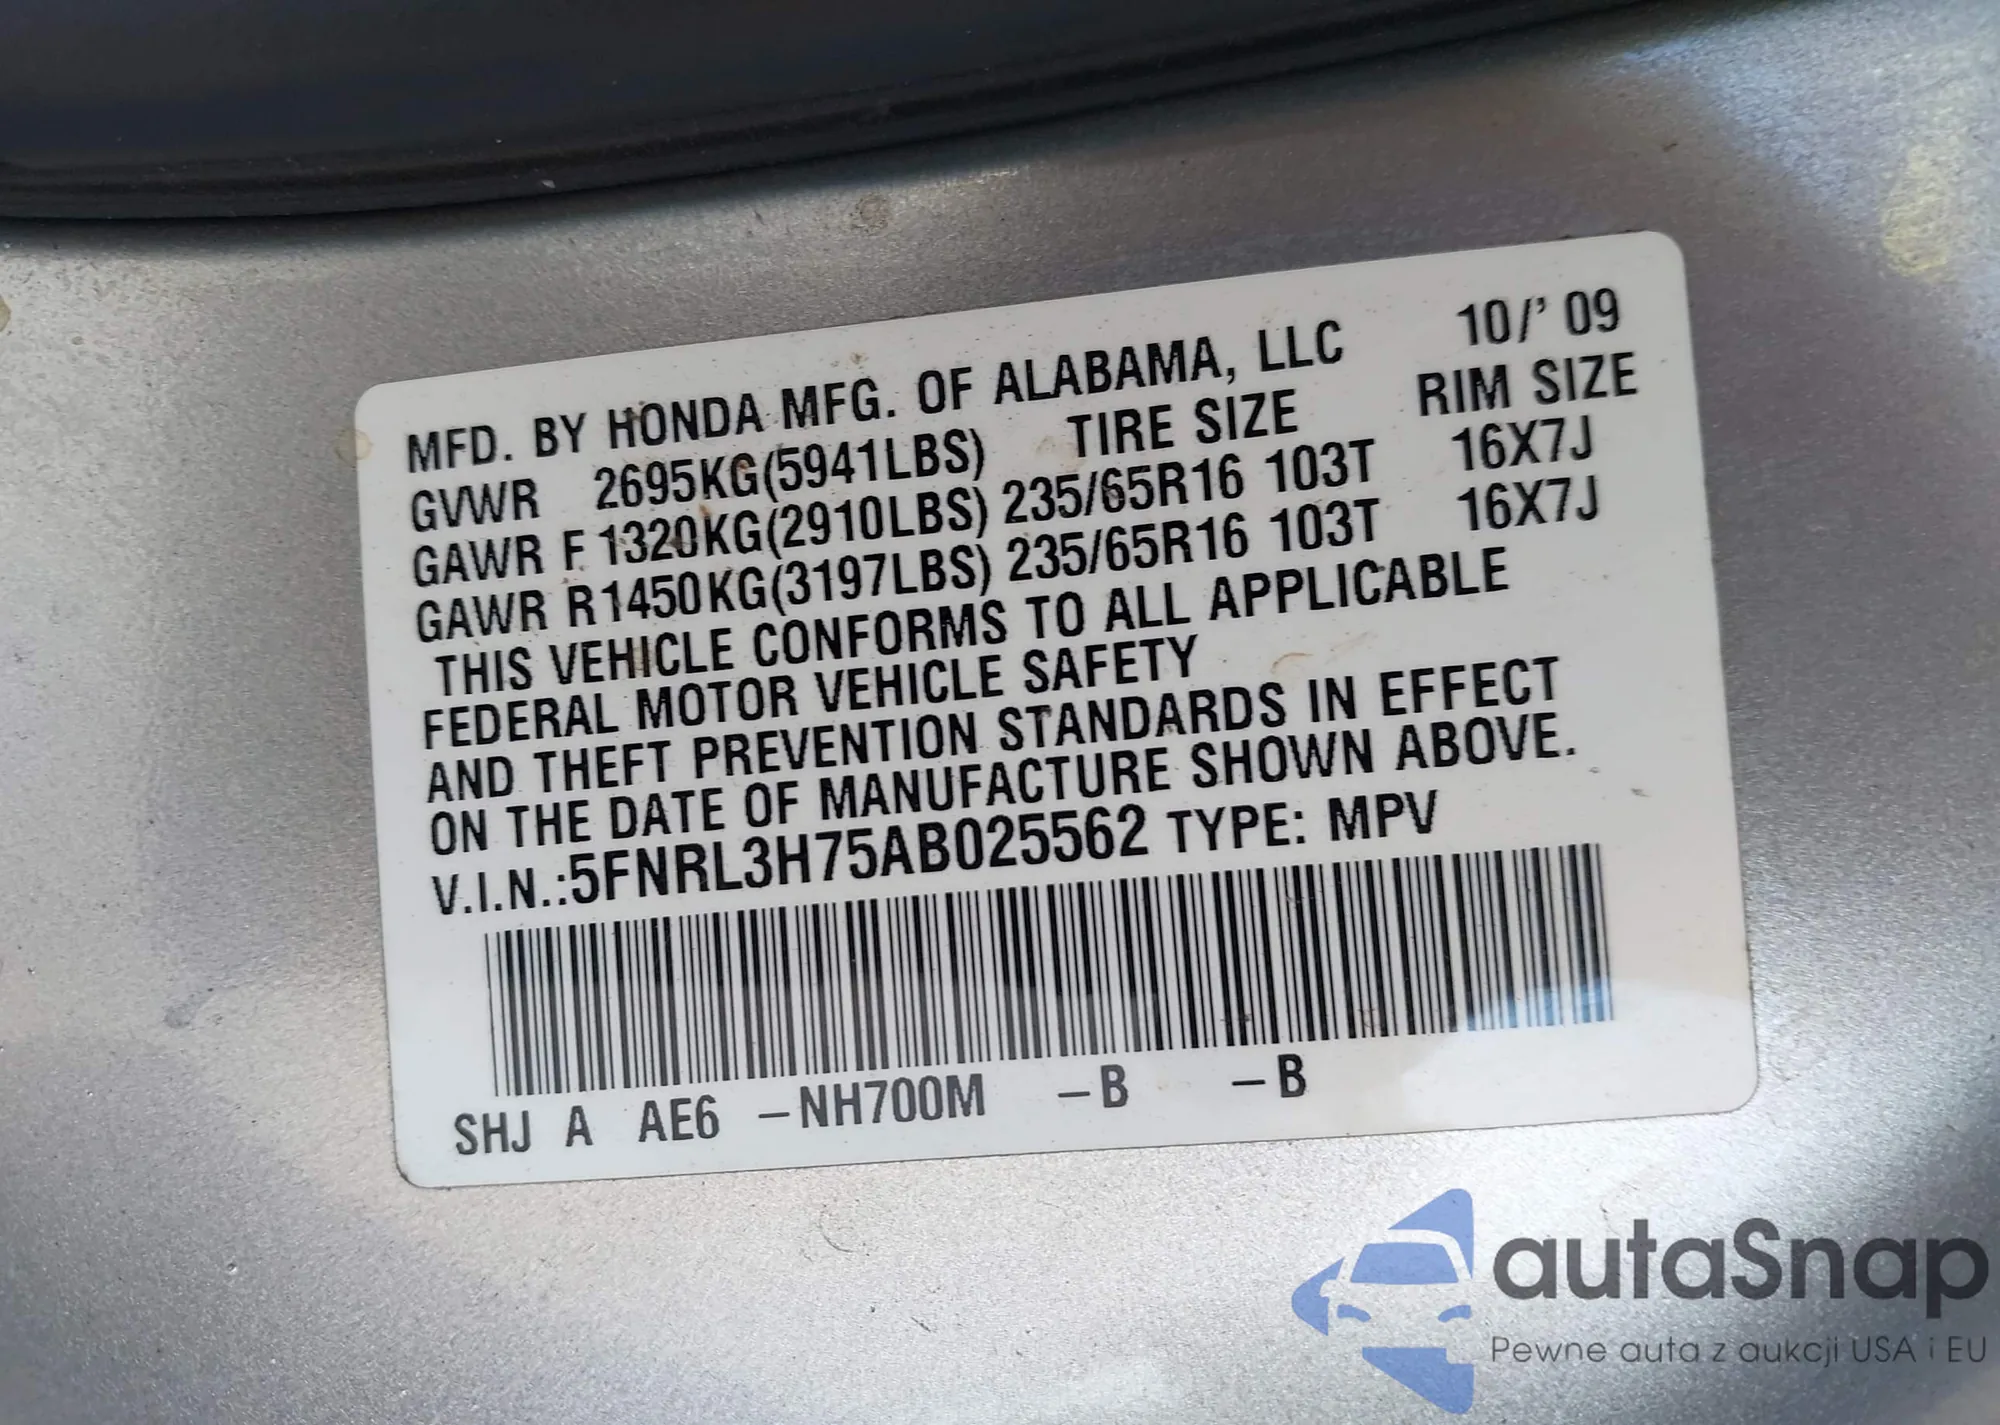 MFD. BY HONDA MFG. OF ALABAMA, LLC 10/' 09
GVWR 2695KG(5941LBS) TIRE SIZE RIM SIZE
GAWR F 1320KG(2910LBS) 235/65R16 103T 16X7J
GAWR R1450KG(3197LBS) 235/65R16 103T 16X7J
THIS VEHICLE CONFORMS TO ALL APPLICABLE
FEDERAL MOTOR VEHICLE SAFETY
AND THEFT PREVENTION STANDARDS IN EFFECT
ON THE DATE OF MANUFACTURE SHOWN ABOVE.
V.I.N.:5FNRL3H75AB025562 TYPE: MPV
SHJ A AE6 –NH700M –B –B
autaSnap
Pewne auta z aukcji USA i EU